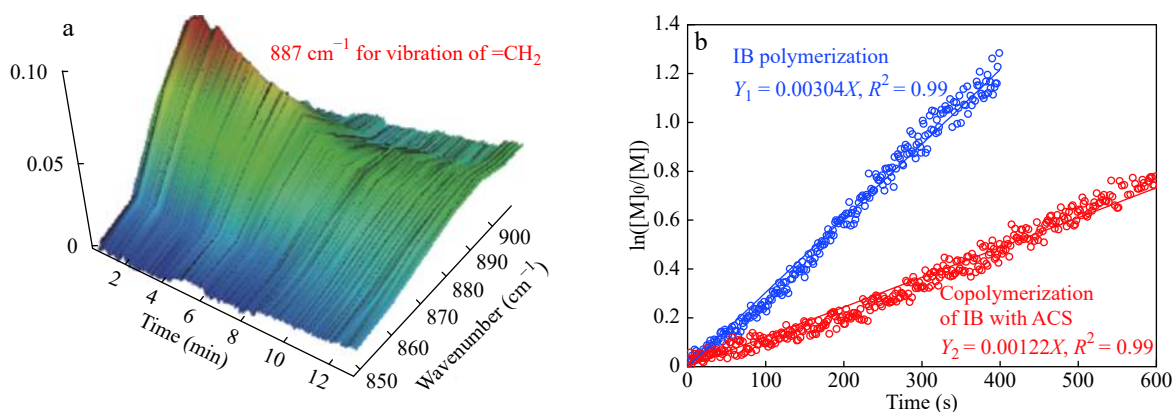 a
887 cm⁻¹ for vibration of =CH₂
0.10
0.05
0
2
4
6
8
10
12
Time (min)
850
860
870
880
890
900
Wavenumber (cm⁻¹)
b
IB polymerization
Y₁ = 0.00304X, R² = 0.99
1.4
1.2
1.0
0.8
0.6
0.4
0.2
0
ln([M]₀/[M])
Copolymerization
of IB with ACS
Y₂ = 0.00122X, R² = 0.99
0 100 200 300 400 500 600
Time (s)